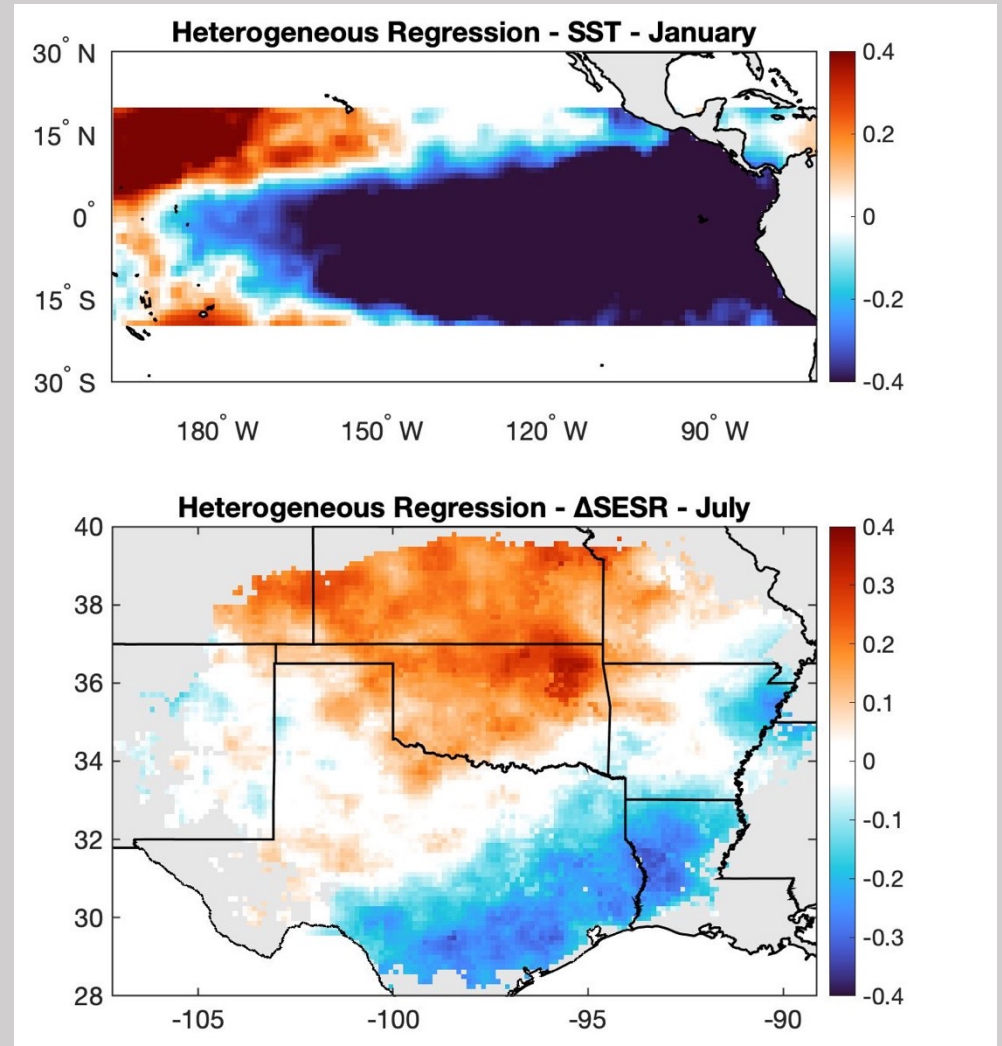 Heterogeneous Regression - SST - January
30° N
15° N
0°
15° S
30° S
180° W 150° W 120° W 90° W
0.4
0.2
0
-0.2
-0.4
Heterogeneous Regression - ΔSESR - July
40
38
36
34
32
30
28
-105 -100 -95 -90
0.4
0.3
0.2
0.1
0
-0.1
-0.2
-0.3
-0.4